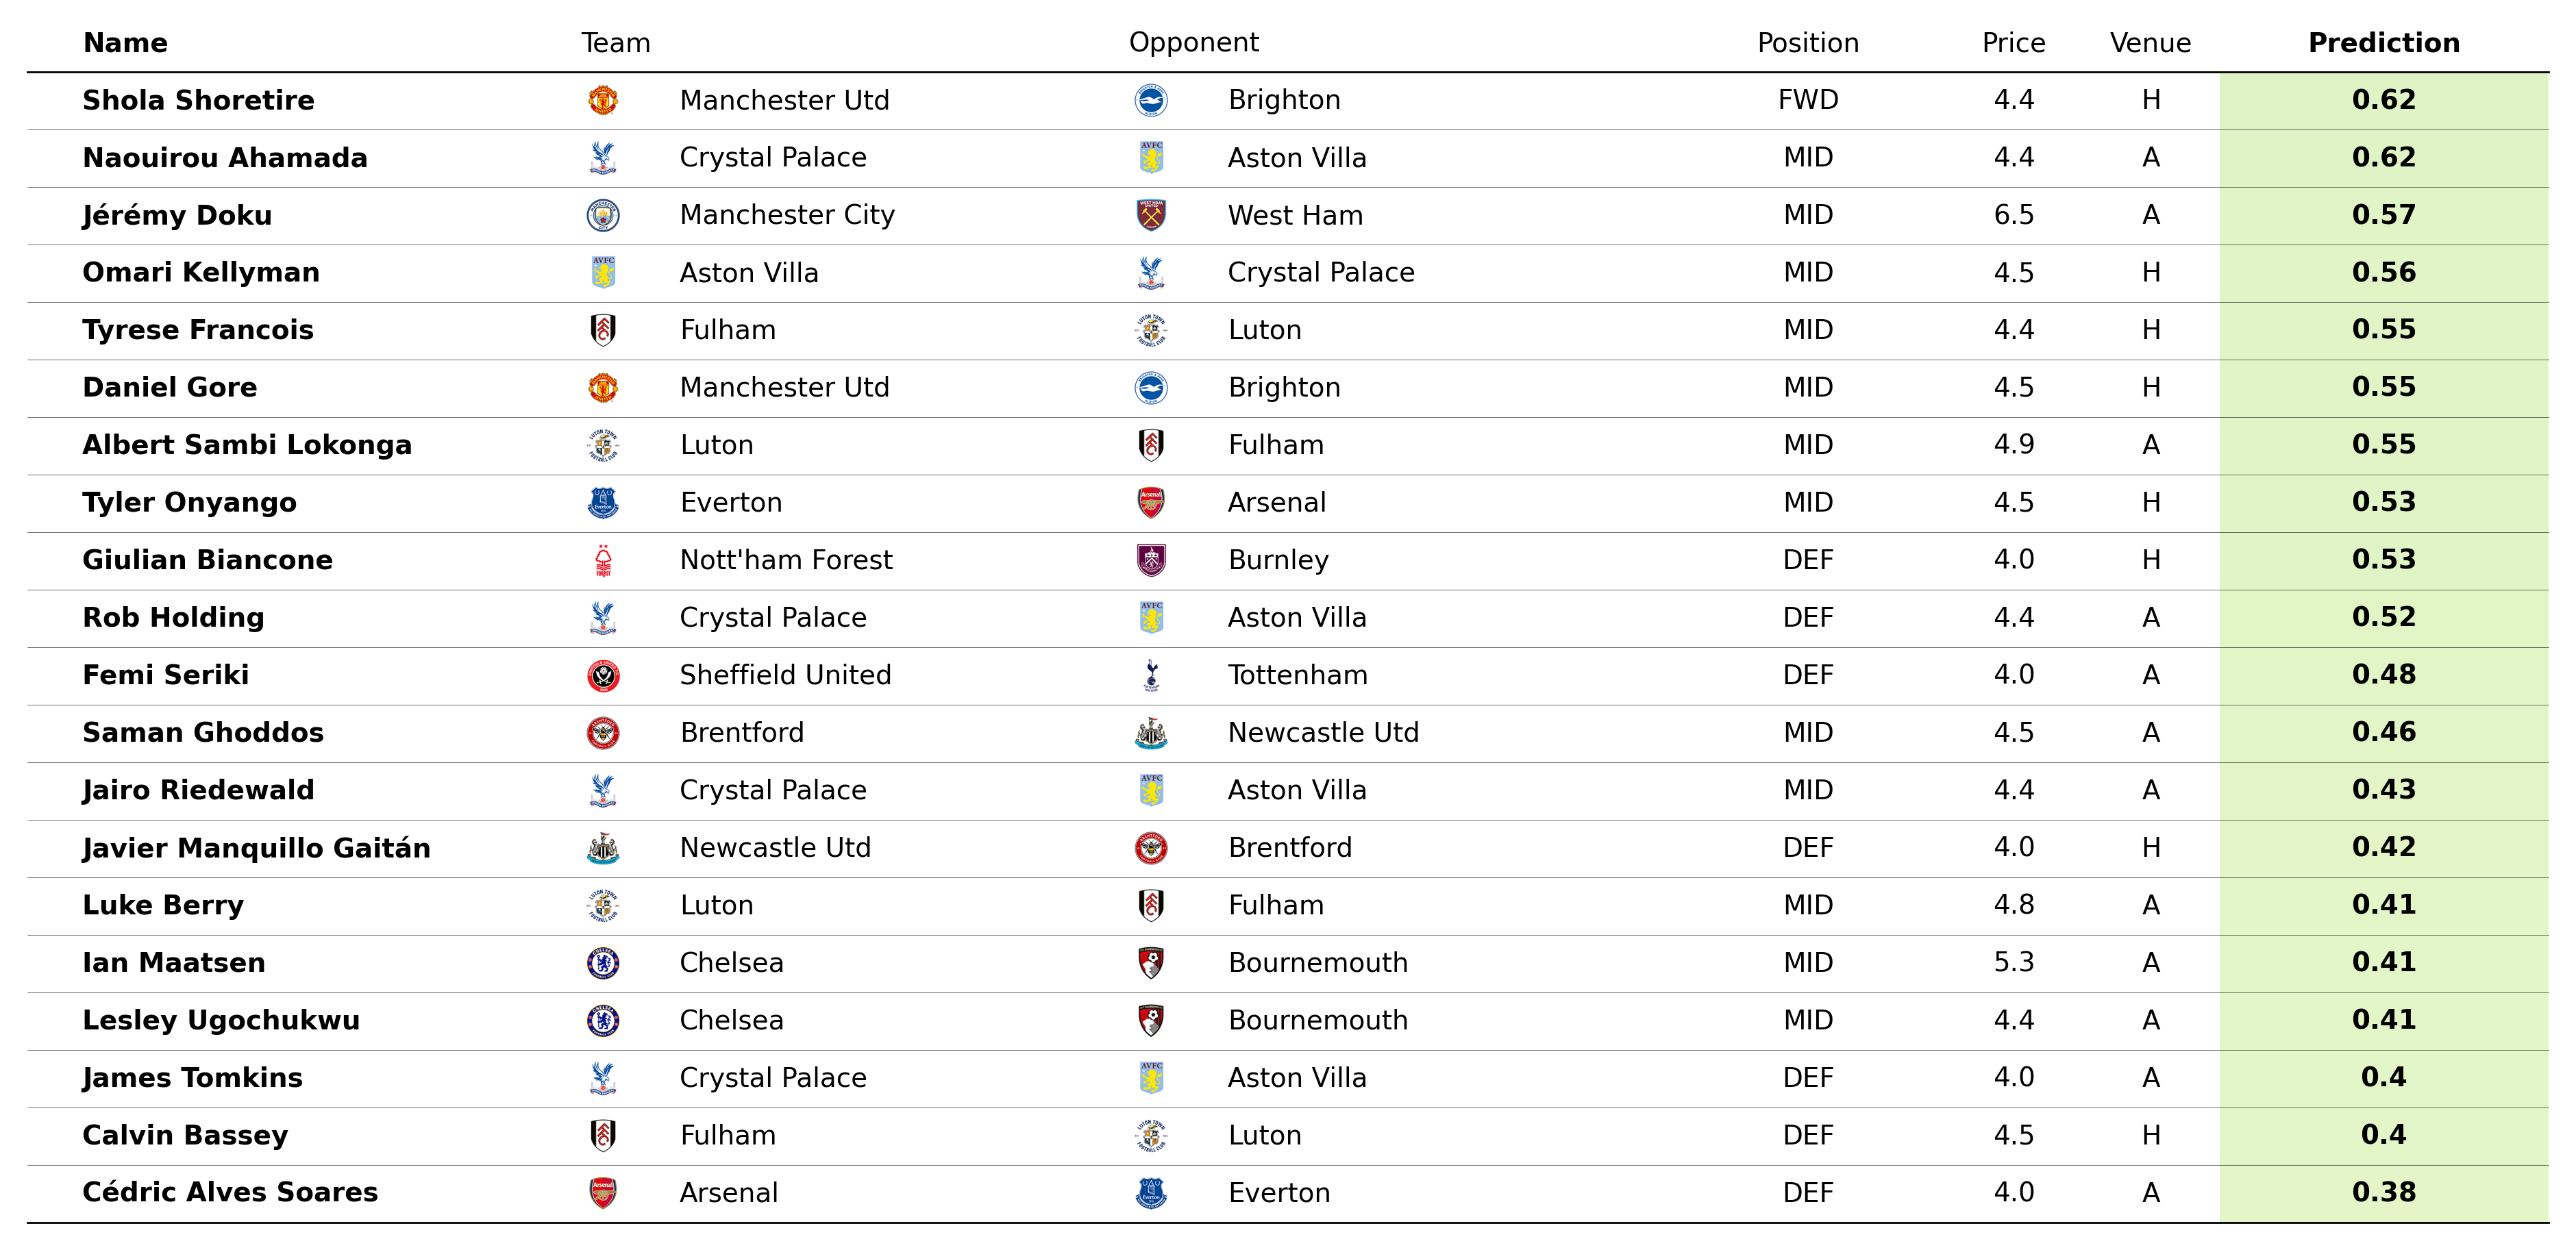 Name Team Opponent Position Price Venue Prediction
Shola Shoretire Manchester Utd Brighton FWD 4.4 H 0.62
Naouirou Ahamada Crystal Palace Aston Villa MID 4.4 A 0.62
Jérémy Doku Manchester City West Ham MID 6.5 A 0.57
Omari Kellyman Aston Villa Crystal Palace MID 4.5 H 0.56
Tyrese Francois Fulham Luton MID 4.4 H 0.55
Daniel Gore Manchester Utd Brighton MID 4.5 H 0.55
Albert Sambi Lokonga Luton Fulham MID 4.9 A 0.55
Tyler Onyango Everton Arsenal MID 4.5 H 0.53
Giulian Biancone Nott'ham Forest Burnley DEF 4.0 H 0.53
Rob Holding Crystal Palace Aston Villa DEF 4.4 A 0.52
Femi Seriki Sheffield United Tottenham DEF 4.0 A 0.48
Saman Ghoddos Brentford Newcastle Utd MID 4.5 A 0.46
Jairo Riedewald Crystal Palace Aston Villa MID 4.4 A 0.43
Javier Manquillo Gaitán Newcastle Utd Brentford DEF 4.0 H 0.42
Luke Berry Luton Fulham MID 4.8 A 0.41
Ian Maatsen Chelsea Bournemouth MID 5.3 A 0.41
Lesley Ugochukwu Chelsea Bournemouth MID 4.4 A 0.41
James Tomkins Crystal Palace Aston Villa DEF 4.0 A 0.4
Calvin Bassey Fulham Luton DEF 4.5 H 0.4
Cédric Alves Soares Arsenal Everton DEF 4.0 A 0.38